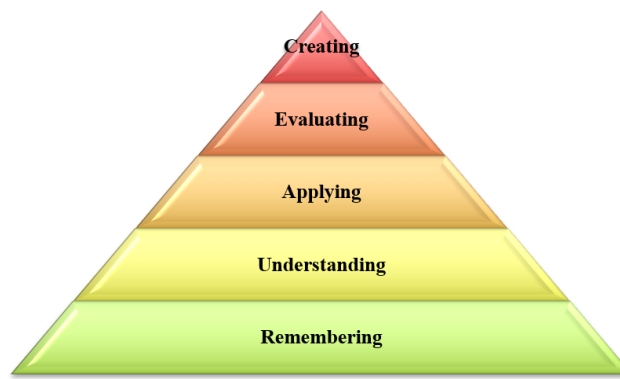 Creating
Evaluating
Applying
Understanding
Remembering